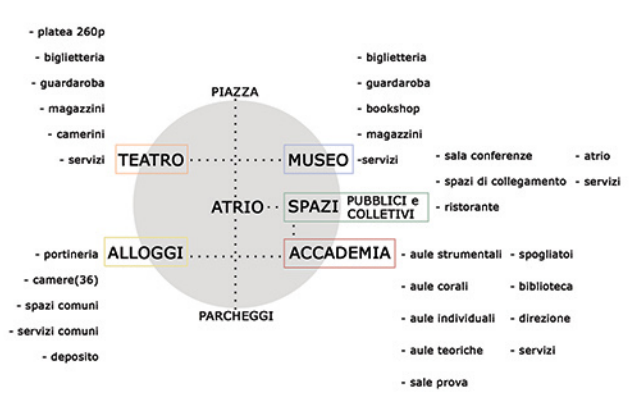 - platea 260p
- biglietteria
- guardaroba
- magazzini
- camerini
- servizi
TEATRO
PIAZZA
- biglietteria
- guardaroba
- bookshop
- magazzini
-servizi
MUSEO
- sala conferenze
- spazi di collegamento
- ristorante
- atrio
- servizi
ATRIO
SPAZI PUBBLICI e
COLLETIVI
ALLOGGI
- portineria
- camere(36)
- spazi comuni
- servizi comuni
- deposito
ACCADEMIA
- aule strumentali
- aule corali
- aule individuali
- aule teoriche
- sale prova
- spogliatoi
- biblioteca
- direzione
- servizi
PARCHEGGI